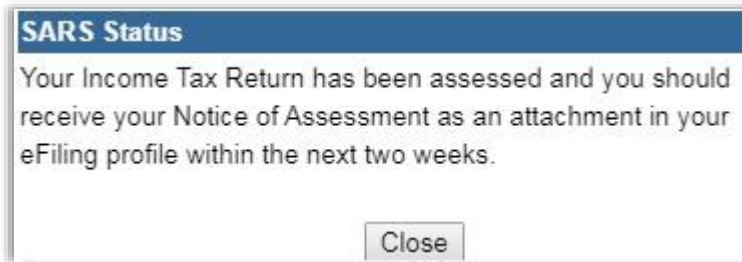 SARS Status
Your Income Tax Return has been assessed and you should
receive your Notice of Assessment as an attachment in your
eFiling profile within the next two weeks.
Close